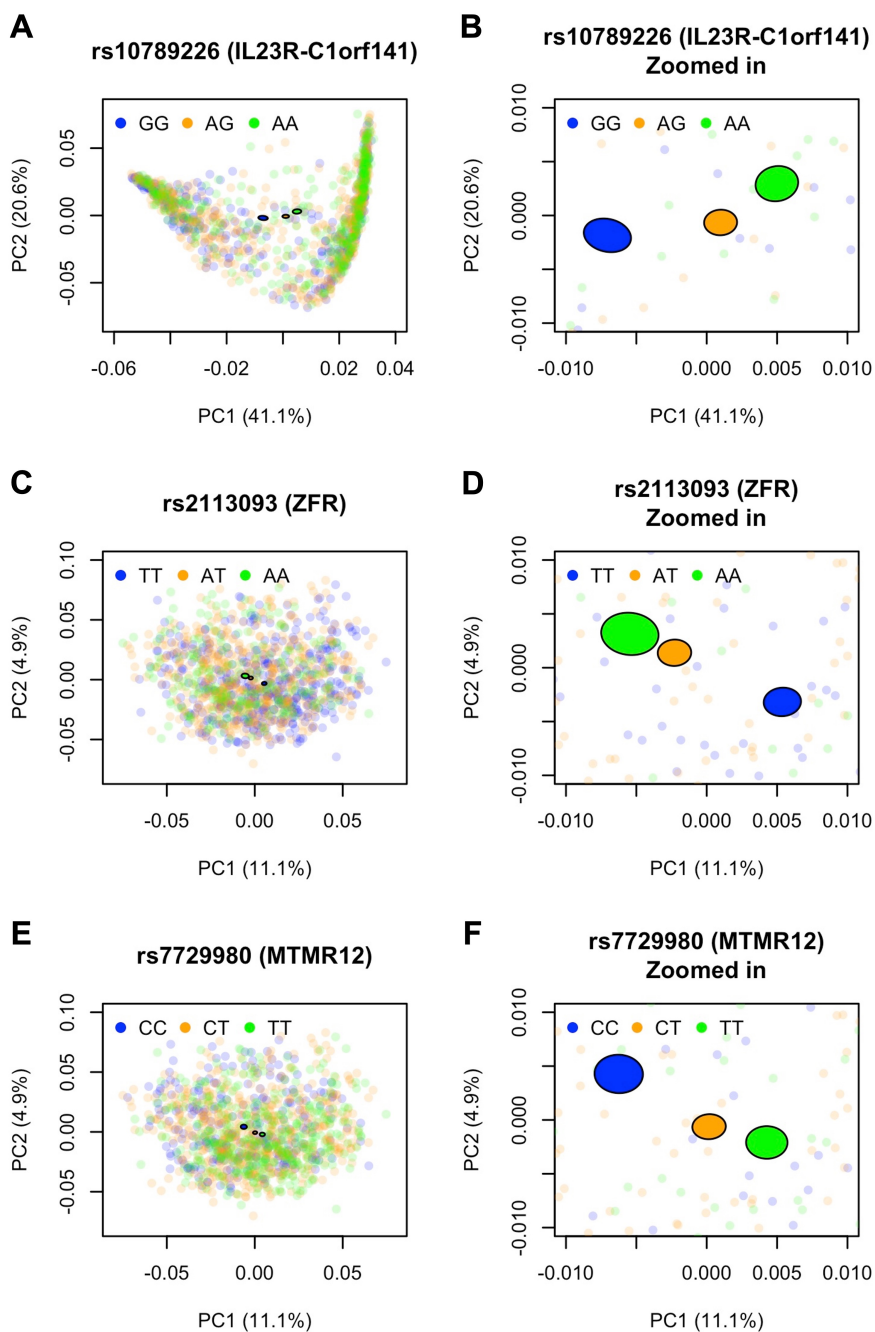 A
rs10789226 (IL23R-C1orf141)
GG AG AA
0.05
0.00
-0.05
PC2 (20.6%)
-0.06 -0.02 0.02 0.04
PC1 (41.1%)
B
rs10789226 (IL23R-C1orf141)
Zoomed in
GG AG AA
0.010
0.000
-0.010
PC2 (20.6%)
-0.010 0.000 0.005 0.010
PC1 (41.1%)
C
rs2113093 (ZFR)
TT AT AA
0.10
0.05
0.00
-0.05
PC2 (4.9%)
-0.05 0.00 0.05
PC1 (11.1%)
D
rs2113093 (ZFR)
Zoomed in
TT AT AA
0.010
0.000
-0.010
PC2 (4.9%)
-0.010 0.000 0.005 0.010
PC1 (11.1%)
E
rs7729980 (MTMR12)
CC CT TT
0.10
0.05
0.00
-0.05
PC2 (4.9%)
-0.05 0.00 0.05
PC1 (11.1%)
F
rs7729980 (MTMR12)
Zoomed in
CC CT TT
0.010
0.000
-0.010
PC2 (4.9%)
-0.010 0.000 0.005 0.010
PC1 (11.1%)